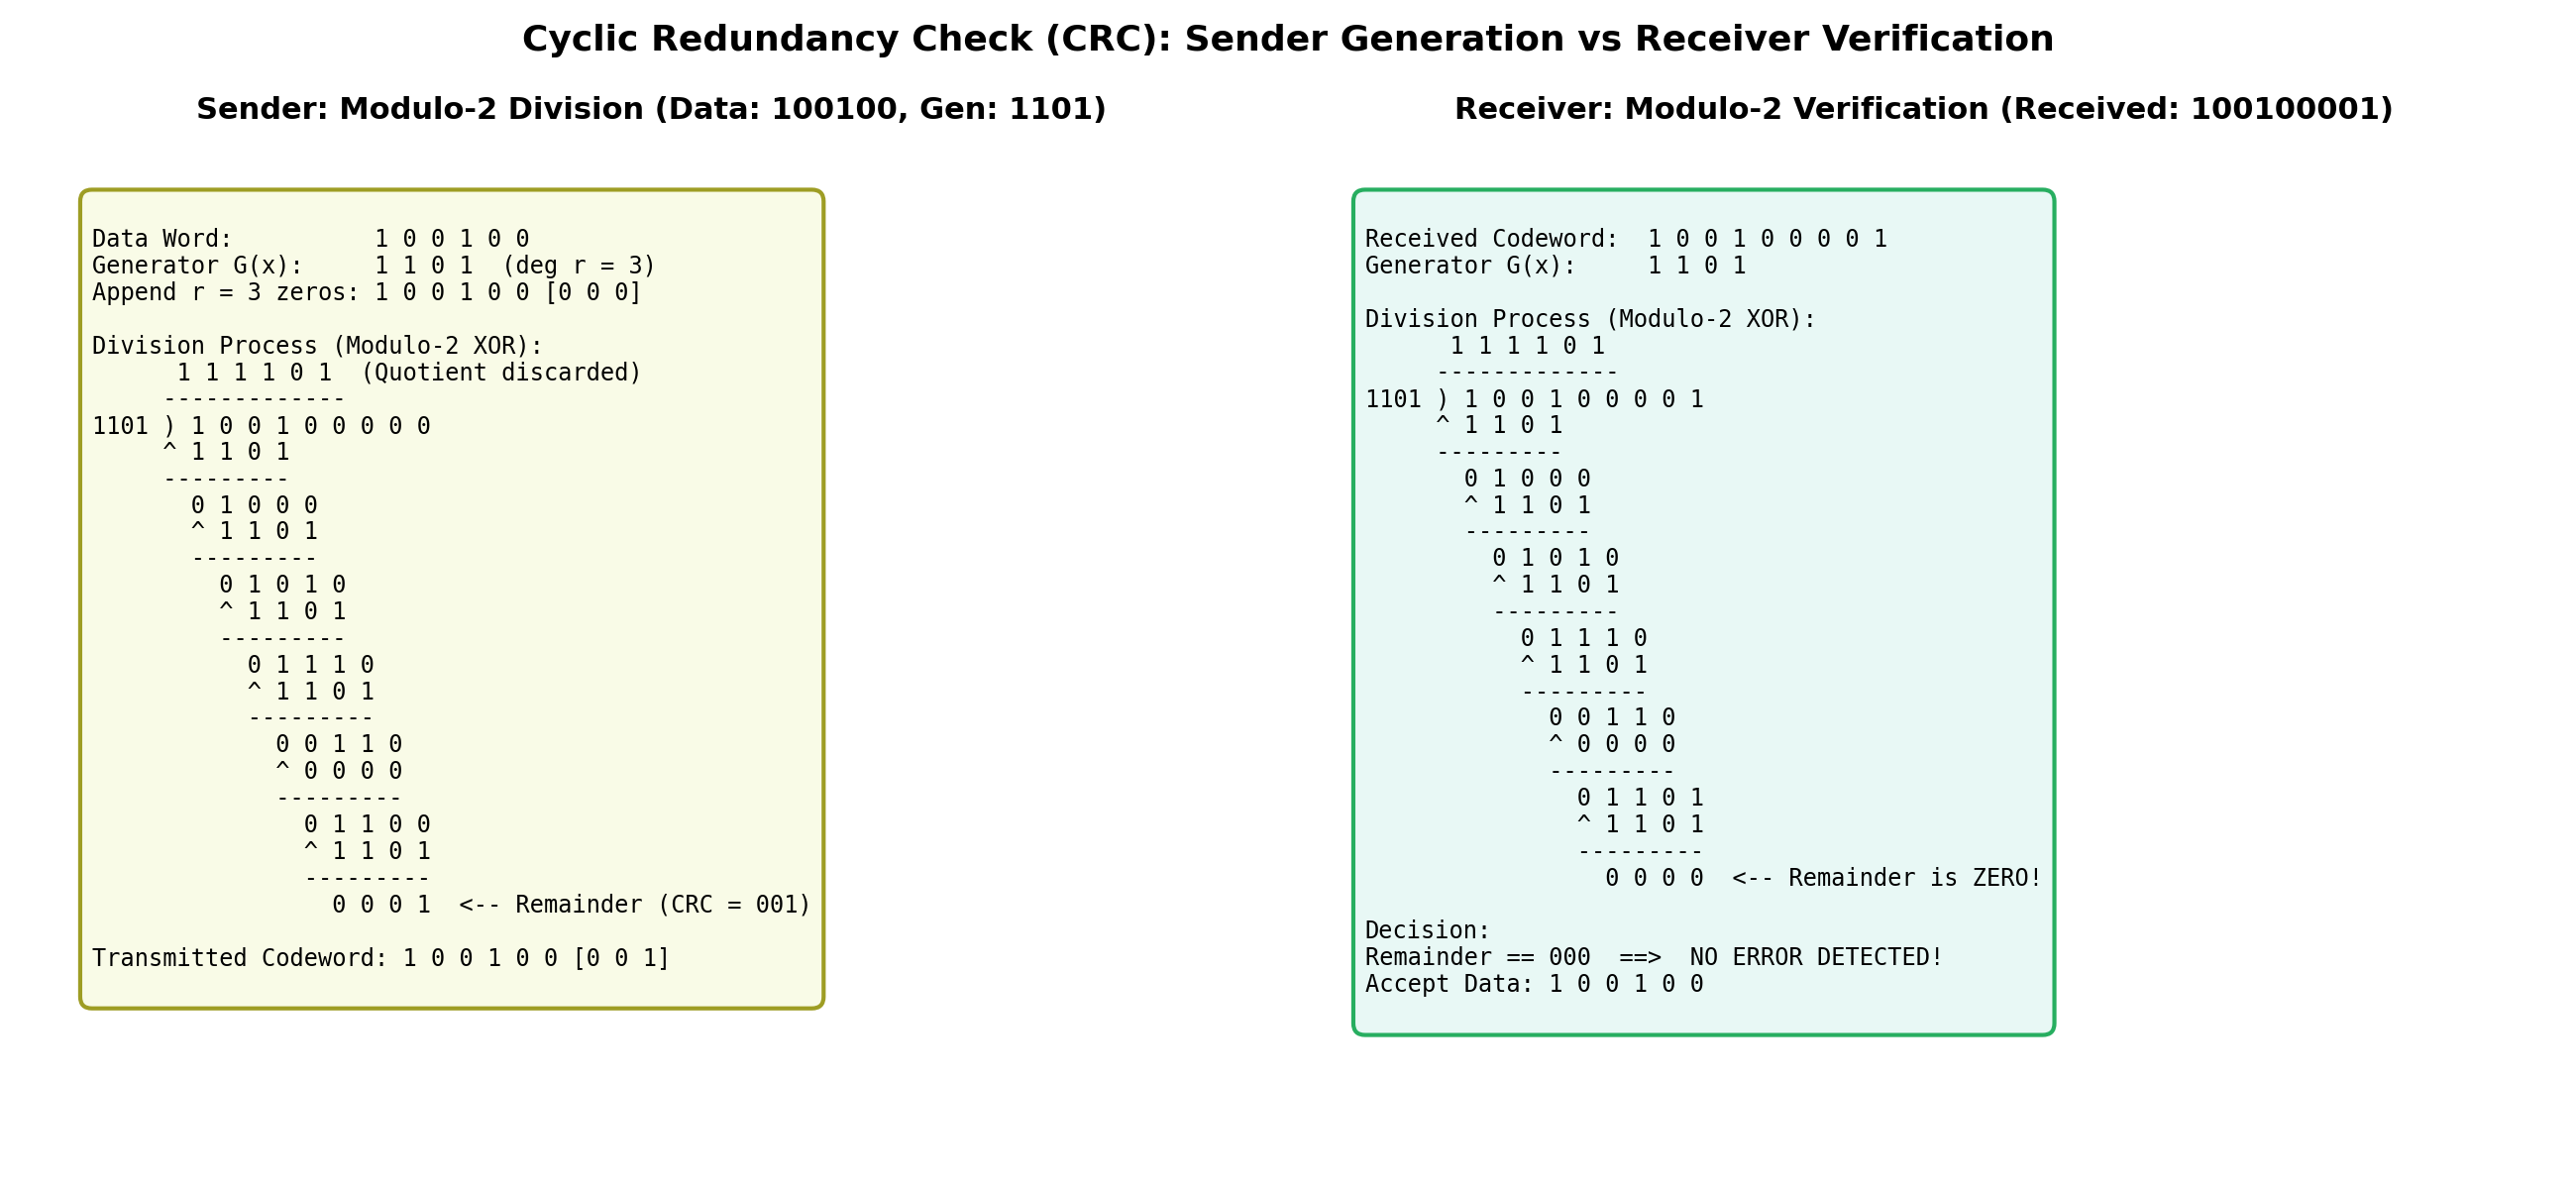 Cyclic Redundancy Check (CRC): Sender Generation vs Receiver Verification
Sender: Modulo-2 Division (Data: 100100, Gen: 1101)
Data Word:          1 0 0 1 0 0
Generator G(x):     1 1 0 1  (deg r = 3)
Append r = 3 zeros: 1 0 0 1 0 0 [0 0 0]
Division Process (Modulo-2 XOR):
      1 1 1 1 0 1  (Quotient discarded)
     -------------
1101 ) 1 0 0 1 0 0 0 0 0
     ^ 1 1 0 1
     ---------
       0 1 0 0 0
       ^ 1 1 0 1
       ---------
         0 1 0 1 0
         ^ 1 1 0 1
         ---------
           0 1 1 1 0
           ^ 1 1 0 1
           ---------
             0 0 1 1 0
             ^ 0 0 0 0
             ---------
               0 1 1 0 0
               ^ 1 1 0 1
               ---------
                 0 0 0 1  <-- Remainder (CRC = 001)
Transmitted Codeword: 1 0 0 1 0 0 [0 0 1]
Receiver: Modulo-2 Verification (Received: 100100001)
Received Codeword:  1 0 0 1 0 0 0 0 1
Generator G(x):     1 1 0 1
Division Process (Modulo-2 XOR):
      1 1 1 1 0 1
     -------------
1101 ) 1 0 0 1 0 0 0 0 1
     ^ 1 1 0 1
     ---------
       0 1 0 0 0
       ^ 1 1 0 1
       ---------
         0 1 0 1 0
         ^ 1 1 0 1
         ---------
           0 1 1 1 0
           ^ 1 1 0 1
           ---------
             0 0 1 1 0
             ^ 0 0 0 0
             ---------
               0 1 1 0 1
               ^ 1 1 0 1
               ---------
                 0 0 0 0  <-- Remainder is ZERO!
Decision:
Remainder == 000  ==>  NO ERROR DETECTED!
Accept Data: 1 0 0 1 0 0